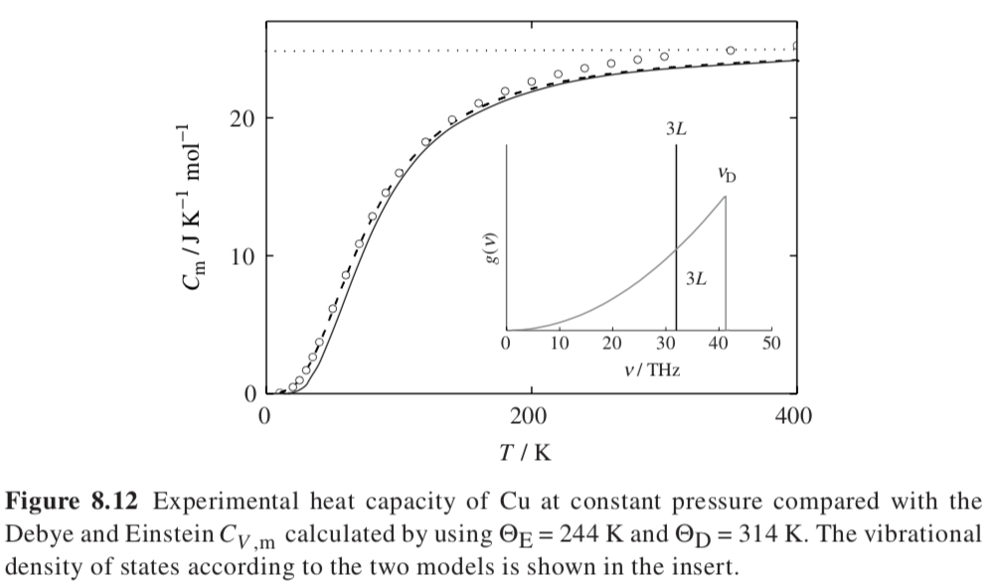 20
10
0
0
200
400
C_m / J K⁻¹ mol⁻¹
T / K
3L
ν_D
g(ν)
3L
0 10 20 30 40 50
ν / THz
Figure 8.12 Experimental heat capacity of Cu at constant pressure compared with the
Debye and Einstein C_V,m calculated by using Θ_E = 244 K and Θ_D = 314 K. The vibrational
density of states according to the two models is shown in the insert.